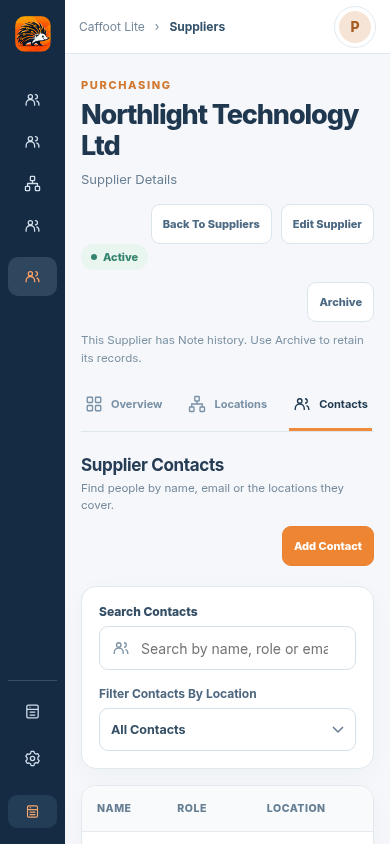 Caffoot Lite › Suppliers
P
PURCHASING
Northlight Technology
Ltd
Supplier Details
Back To Suppliers
Edit Supplier
Active
Archive
This Supplier has Note history. Use Archive to retain
its records.
Overview
Locations
Contacts
Supplier Contacts
Find people by name, email or the locations they
cover.
Add Contact
Search Contacts
Search by name, role or ema
Filter Contacts By Location
All Contacts
NAME ROLE LOCATION